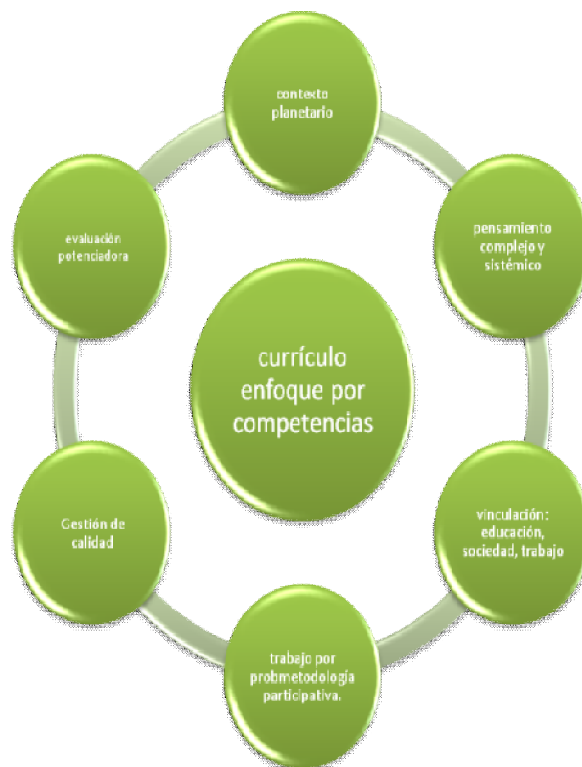 contexto
planetario
pensamiento
complejo y
sistémico
vinculación:
educación,
sociedad, trabajo
trabajo por
probmetodología
participativa.
Gestión de
calidad
evaluación
potenciadora
currículo
enfoque por
competencias